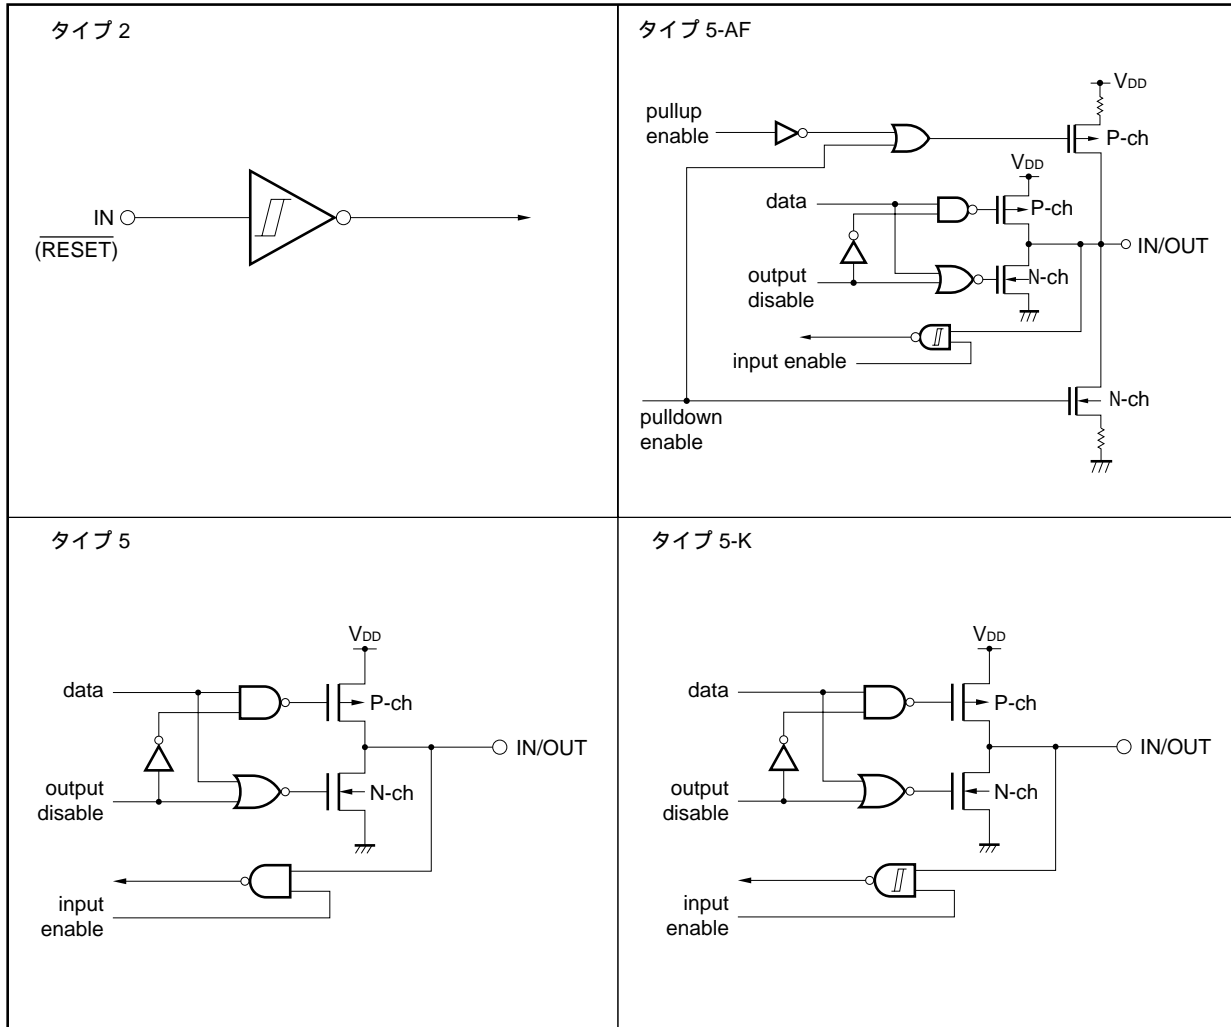 タイプ 2
IN
(RESET)
タイプ 5-AF
VDD
pullup
enable
P-ch
VDD
data
P-ch
IN/OUT
output
disable
N-ch
input enable
N-ch
pulldown
enable
タイプ 5
VDD
data
P-ch
IN/OUT
output
disable
N-ch
input
enable
タイプ 5-K
VDD
data
P-ch
IN/OUT
output
disable
N-ch
input
enable